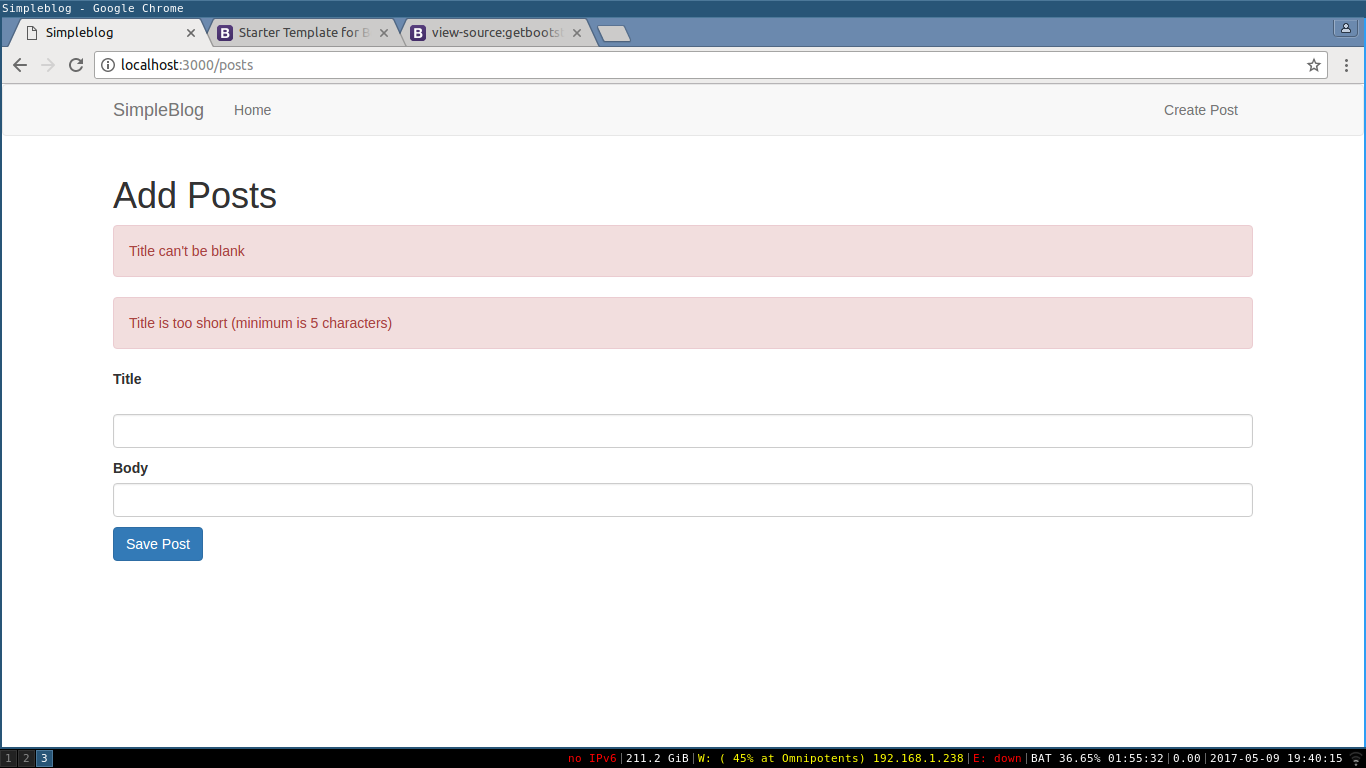 Simpleblog - Google Chrome
Simpleblog Starter Template for B view-source:getboots
localhost:3000/posts
SimpleBlog Home Create Post
Add Posts
Title can't be blank
Title is too short (minimum is 5 characters)
Title
Body
Save Post
1 2 3 no IPv6|211.2 GiB|W: ( 45% at Omnipotents) 192.168.1.238|E: down|BAT 36.65% 01:55:32|0.00|2017-05-09 19:40:15